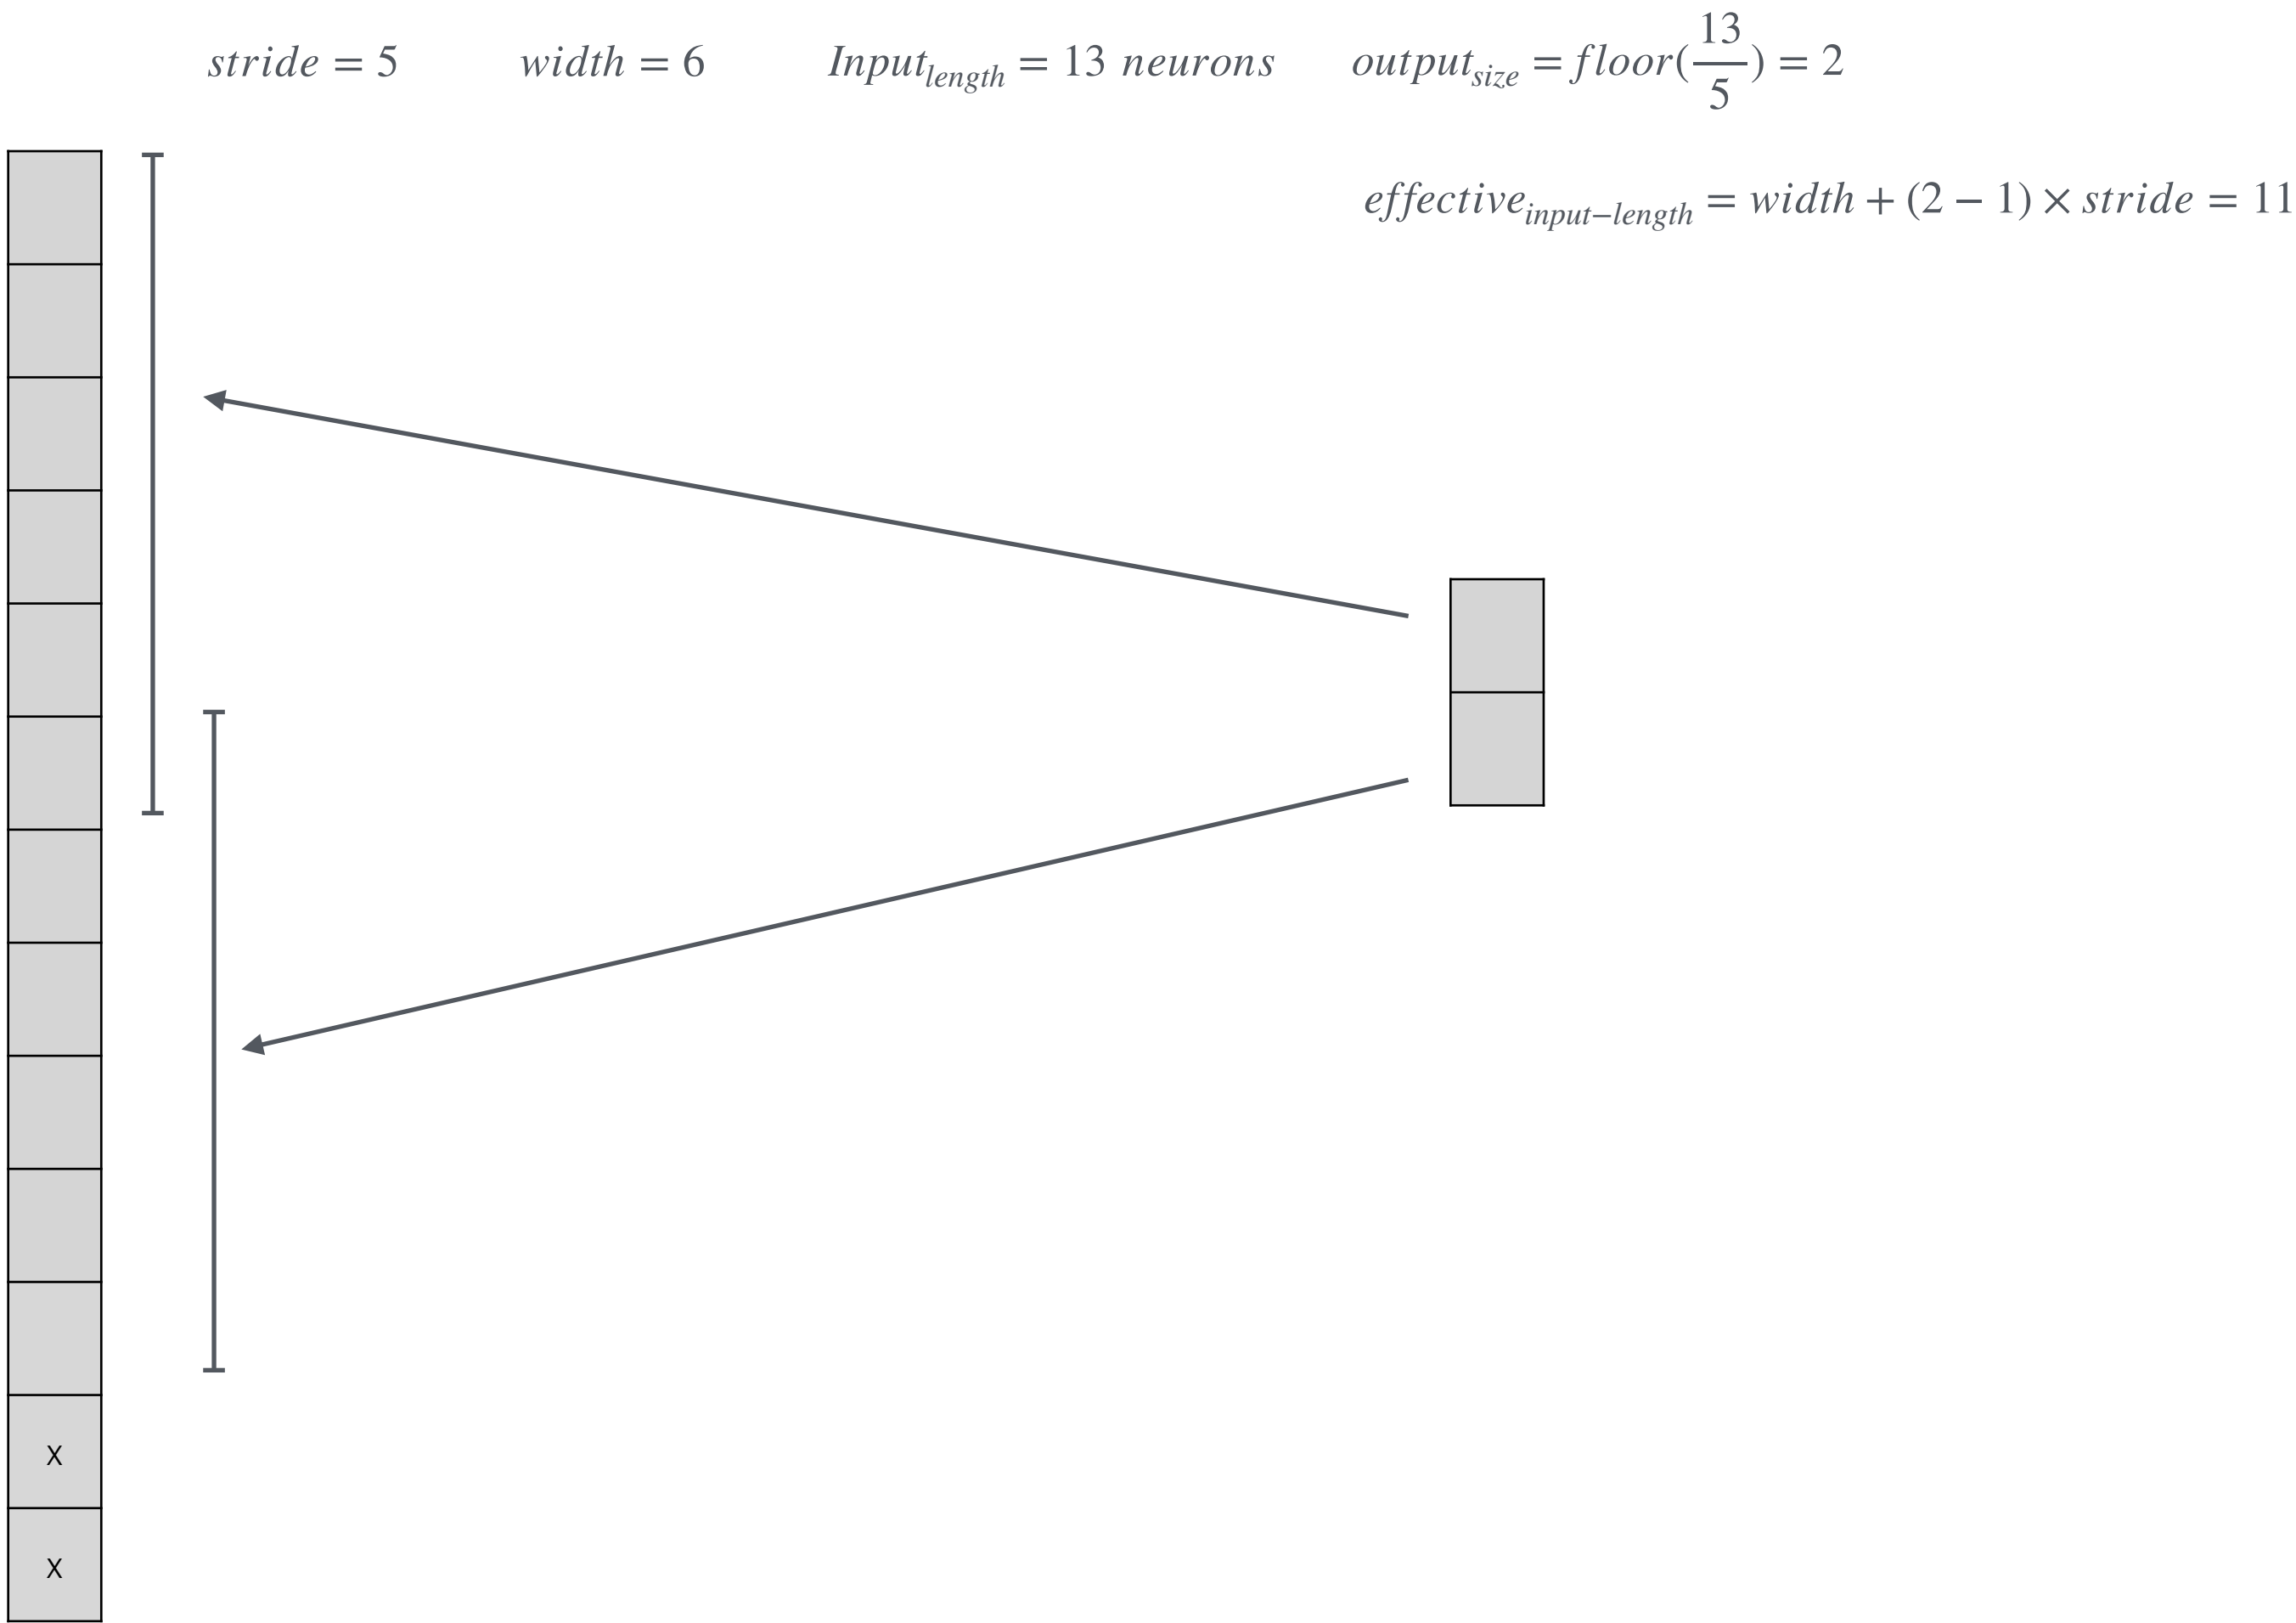 stride = 5 width = 6 Input_length = 13 neurons output_size = floor(13/5) = 2
effective_input−length = width + (2 − 1) × stride = 11
X
X